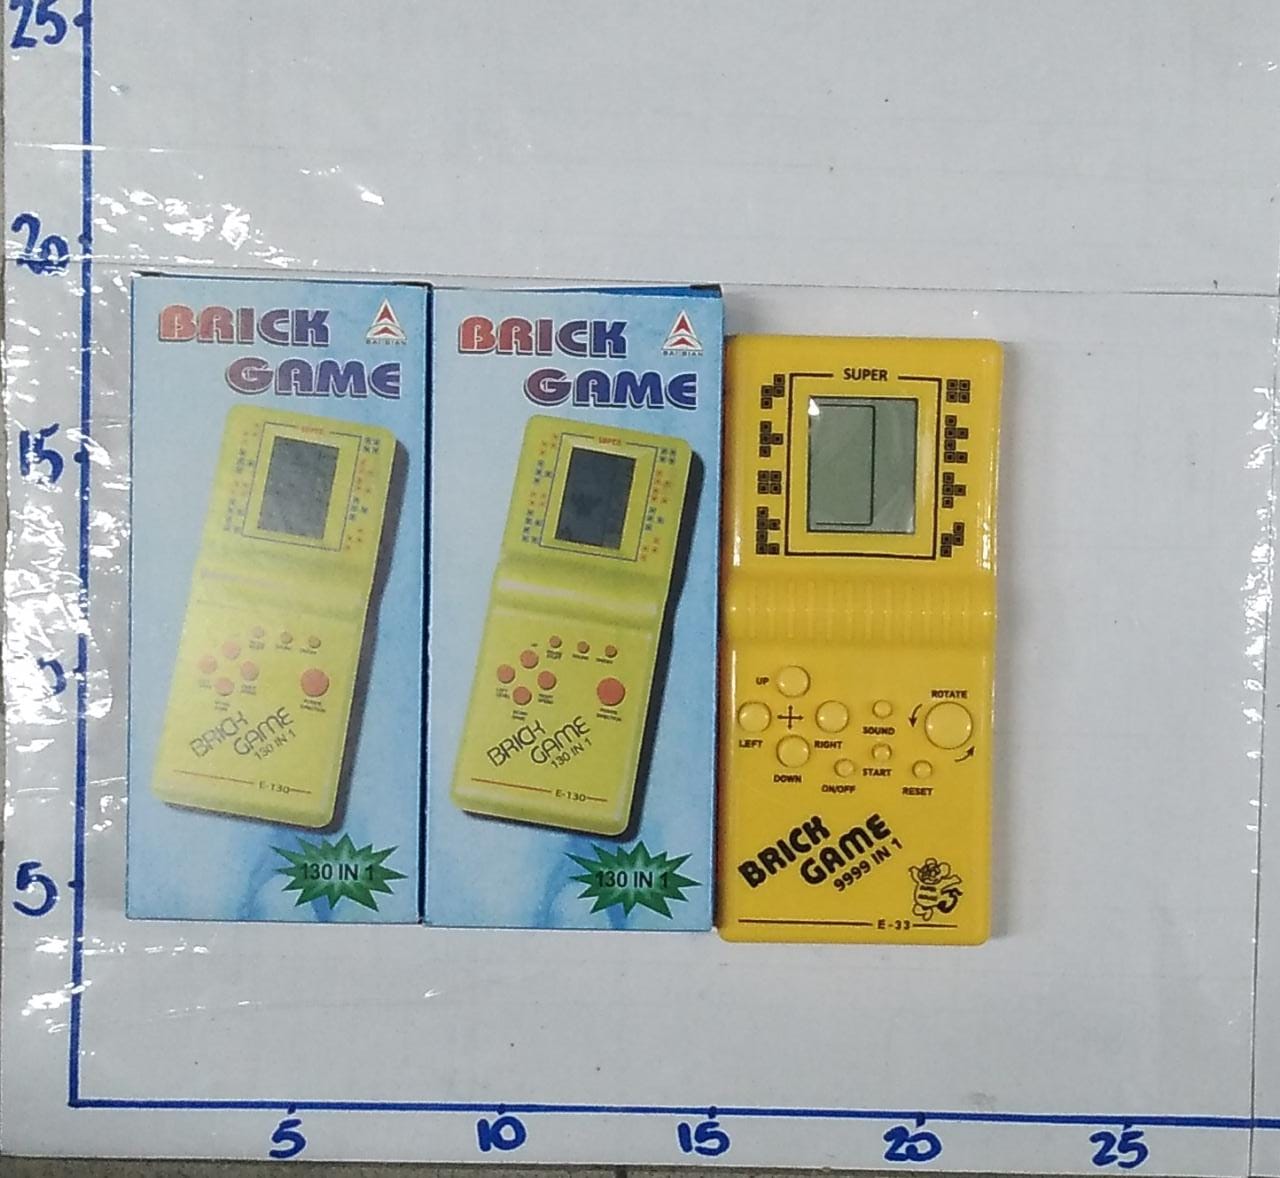 25
20
15
5
BRICK
GAME
BAI BIAN
SUPER
BRICK
GAME
130 IN 1
E-130
130 IN 1
BRICK
GAME
BAI BIAN
SUPER
BRICK
GAME
130 IN 1
E-130
130 IN 1
SUPER
UP
ROTATE
LEFT
RIGHT
SOUND
DOWN
START
ON/OFF
RESET
BRICK
GAME
9999 IN 1
E-33
5 10 15 20 25